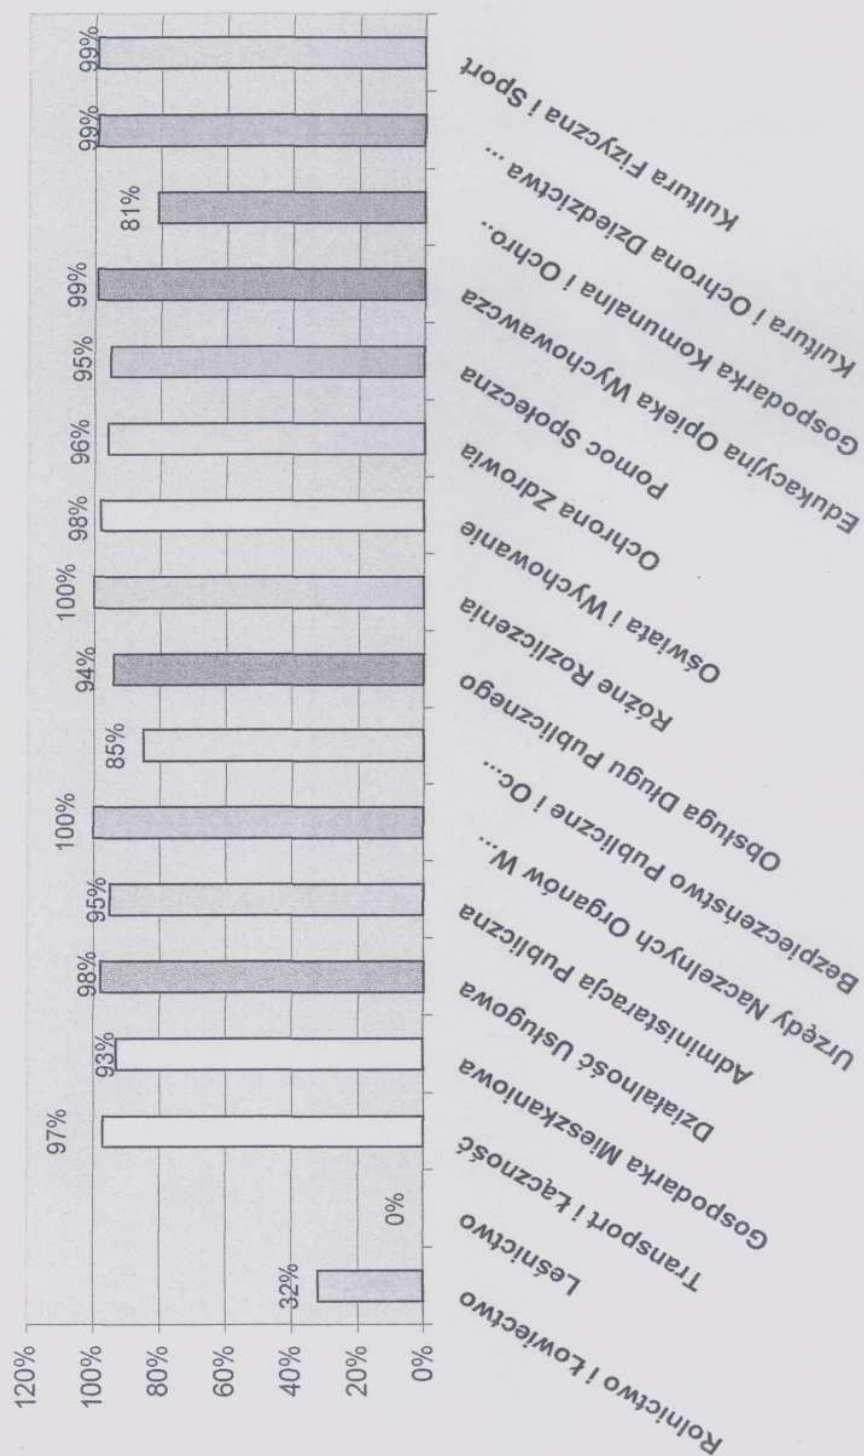 120%
100%
80%
60%
40%
20%
0%
32%
0%
97%
93%
98%
95%
100%
85%
94%
100%
98%
96%
95%
99%
81%
99%
99%
Rolnictwo i Łowiectwo
Leśnictwo
Transport i Łączność
Gospodarka Mieszkaniowa
Działalność Usługowa
Administaracja Publiczna
Urzędy Naczelnych Organów W...
Bezpieczeństwo Publiczne i Oc...
Obsługa Długu Publicznego
Różne Rozliczenia
Oświata i Wychowanie
Ochrona Zdrowia
Pomoc Społeczna
Edukacyjna Opieka Wychowawcza
Gospodarka Komunalna i Ochro..
Kultura i Ochrona Dziedzictwa ...
Kultura Fizyczna i Sport